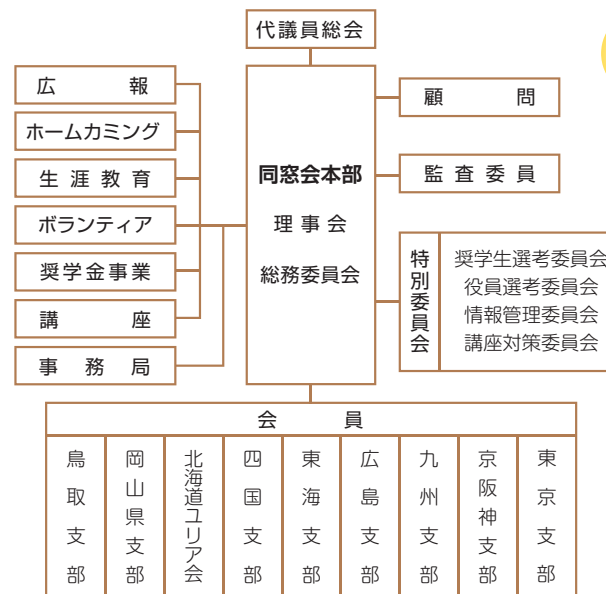 代議員総会
広報
ホームカミング
生涯教育
ボランティア
奨学金事業
講座
事務局
同窓会本部
理事会
総務委員会
顧問
監査委員
特別委員会
奨学生選考委員会
役員選考委員会
情報管理委員会
講座対策委員会
会員
鳥取支部
岡山県支部
北海道ユリア会
四国支部
東海支部
広島支部
九州支部
京阪神支部
東京支部